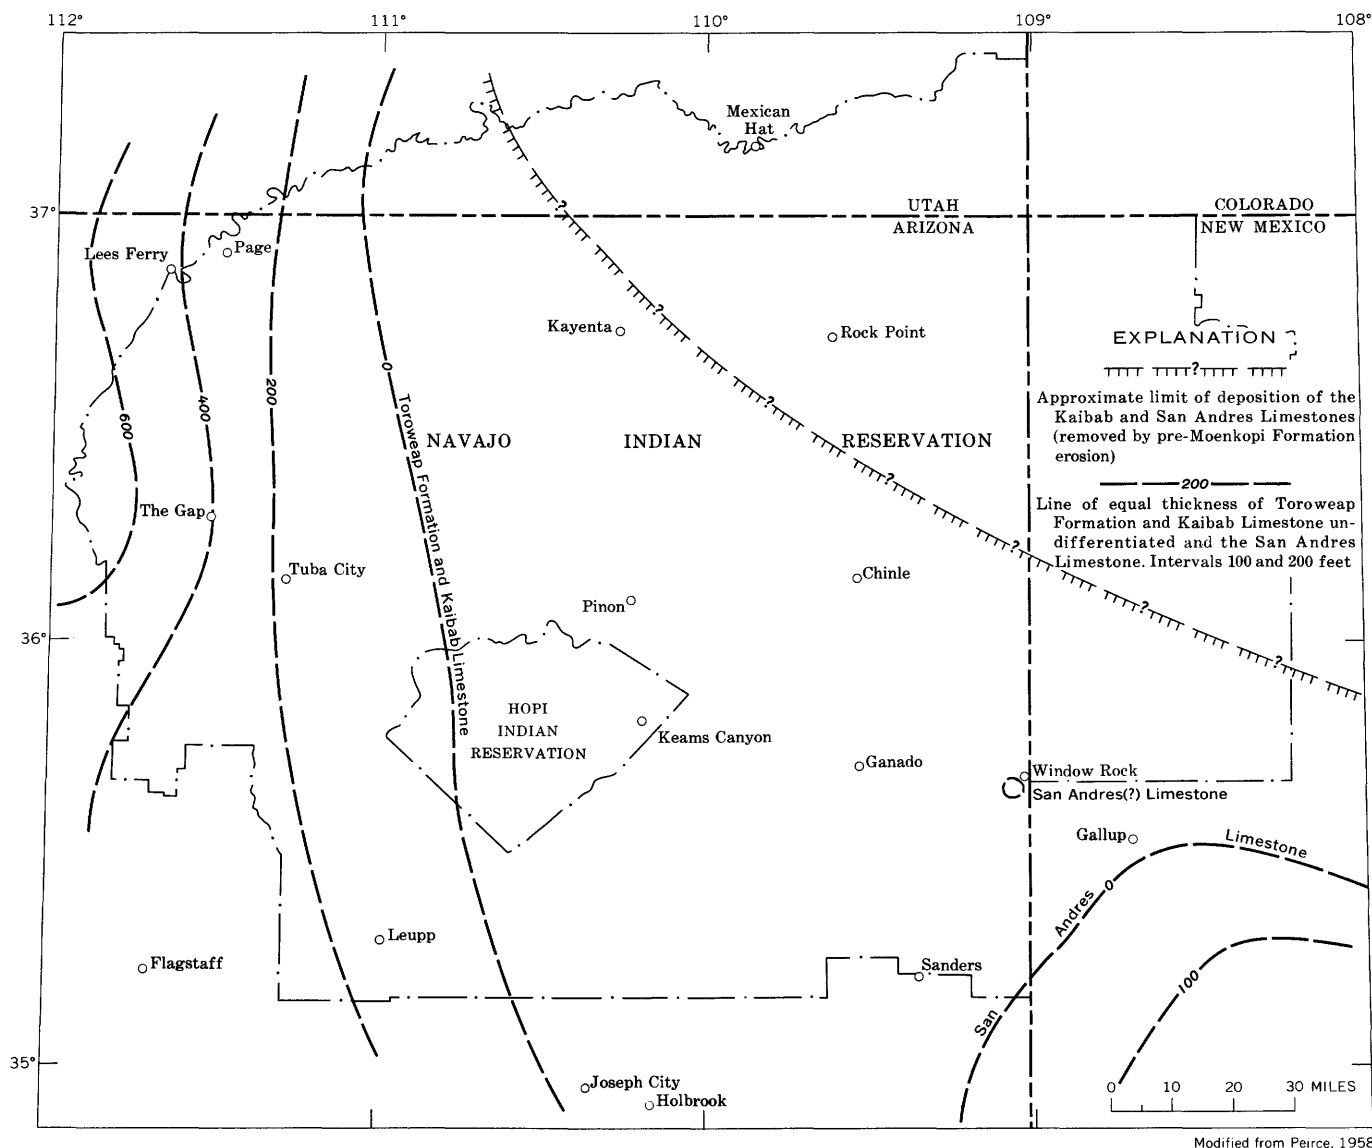 112°
111°
110°
109°
108°
Mexican
Hat
37°
UTAH
COLORADO
ARIZONA
NEW MEXICO
Lees Ferry
Page
?
Kayenta
?
Rock Point
EXPLANATION
?
Approximate limit of deposition of the
Kaibab and San Andres Limestones
(removed by pre-Moenkopi Formation
erosion)
200
Line of equal thickness of Toroweap
Formation and Kaibab Limestone un-
differentiated and the San Andres
Limestone. Intervals 100 and 200 feet
600
400
200
0
Toroweap Formation and Kaibab Limestone
?
NAVAJO
INDIAN
RESERVATION
?
The Gap
?
Tuba City
Chinle
Pinon
?
36°
?
HOPI
INDIAN
RESERVATION
Keams Canyon
Ganado
Window Rock
San Andres(?) Limestone
Gallup
Limestone
0
Andres
San
100
Leupp
Flagstaff
Sanders
35°
Joseph City
Holbrook
0 10 20 30 MILES
Modified from Peirce, 1958